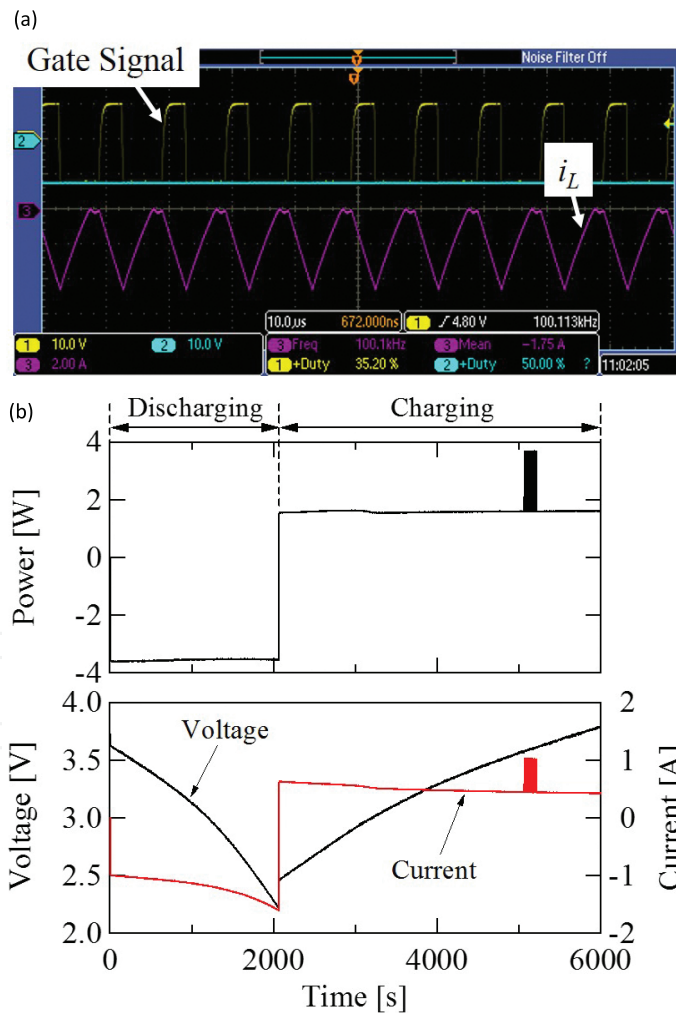 (a)
Gate Signal
Noise Filter Off
2
i_L
3
10.0µs 672.000ns 1 ∫ 4.80 V 100.113kHz
1 10.0 V 2 10.0 V 3 Freq 100.1kHz 3 Mean −1.75 A
3 2.00 A 1 +Duty 35.20 % 2 +Duty 50.00 % ? 11:02:05
(b)
Discharging Charging
4
2
0
-2
-4
Power [W]
4.0
3.5
3.0
2.5
2.0
Voltage [V]
Voltage
Current
2
1
0
-1
-2
Current [A]
0 2000 4000 6000
Time [s]